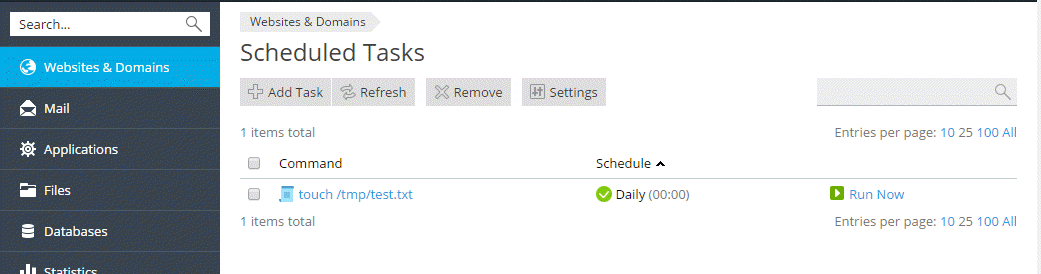 Search...
Websites & Domains
Mail
Applications
Files
Databases
Statistics
Websites & Domains
Scheduled Tasks
Add Task Refresh Remove Settings
1 items total Entries per page: 10 25 100 All
Command Schedule
touch /tmp/test.txt Daily (00:00) Run Now
1 items total Entries per page: 10 25 100 All